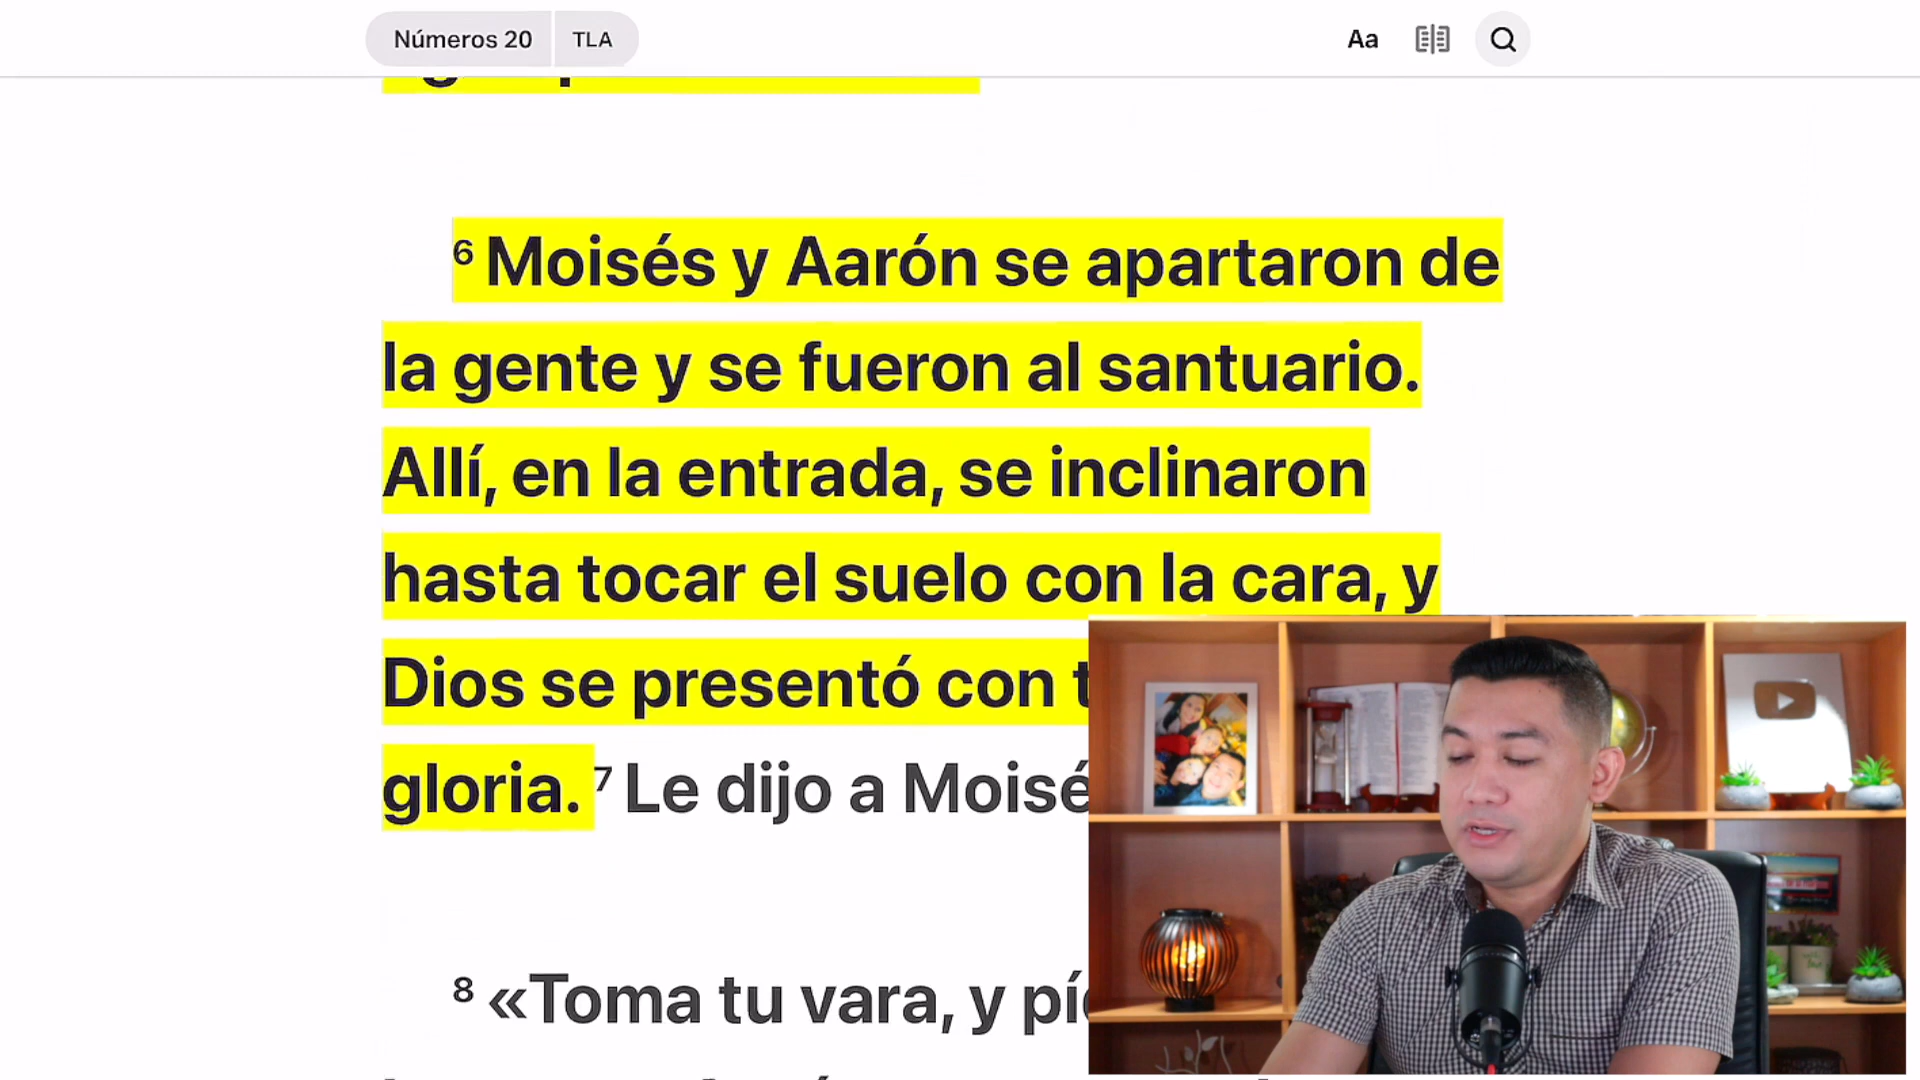 Números 20 TLA Aa
6 Moisés y Aarón se apartaron de
la gente y se fueron al santuario.
Allí, en la entrada, se inclinaron
hasta tocar el suelo con la cara, y
Dios se presentó con
gloria. 7 Le dijo a
8 «Toma tu vara, y